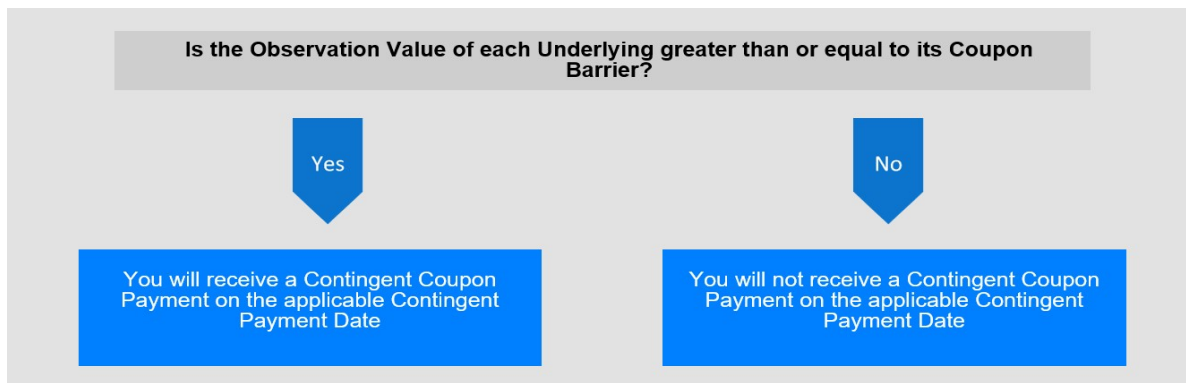 Is the Observation Value of each Underlying greater than or equal to its Coupon
Barrier?
Yes
No
You will receive a Contingent Coupon
Payment on the applicable Contingent
Payment Date
You will not receive a Contingent Coupon
Payment on the applicable Contingent
Payment Date